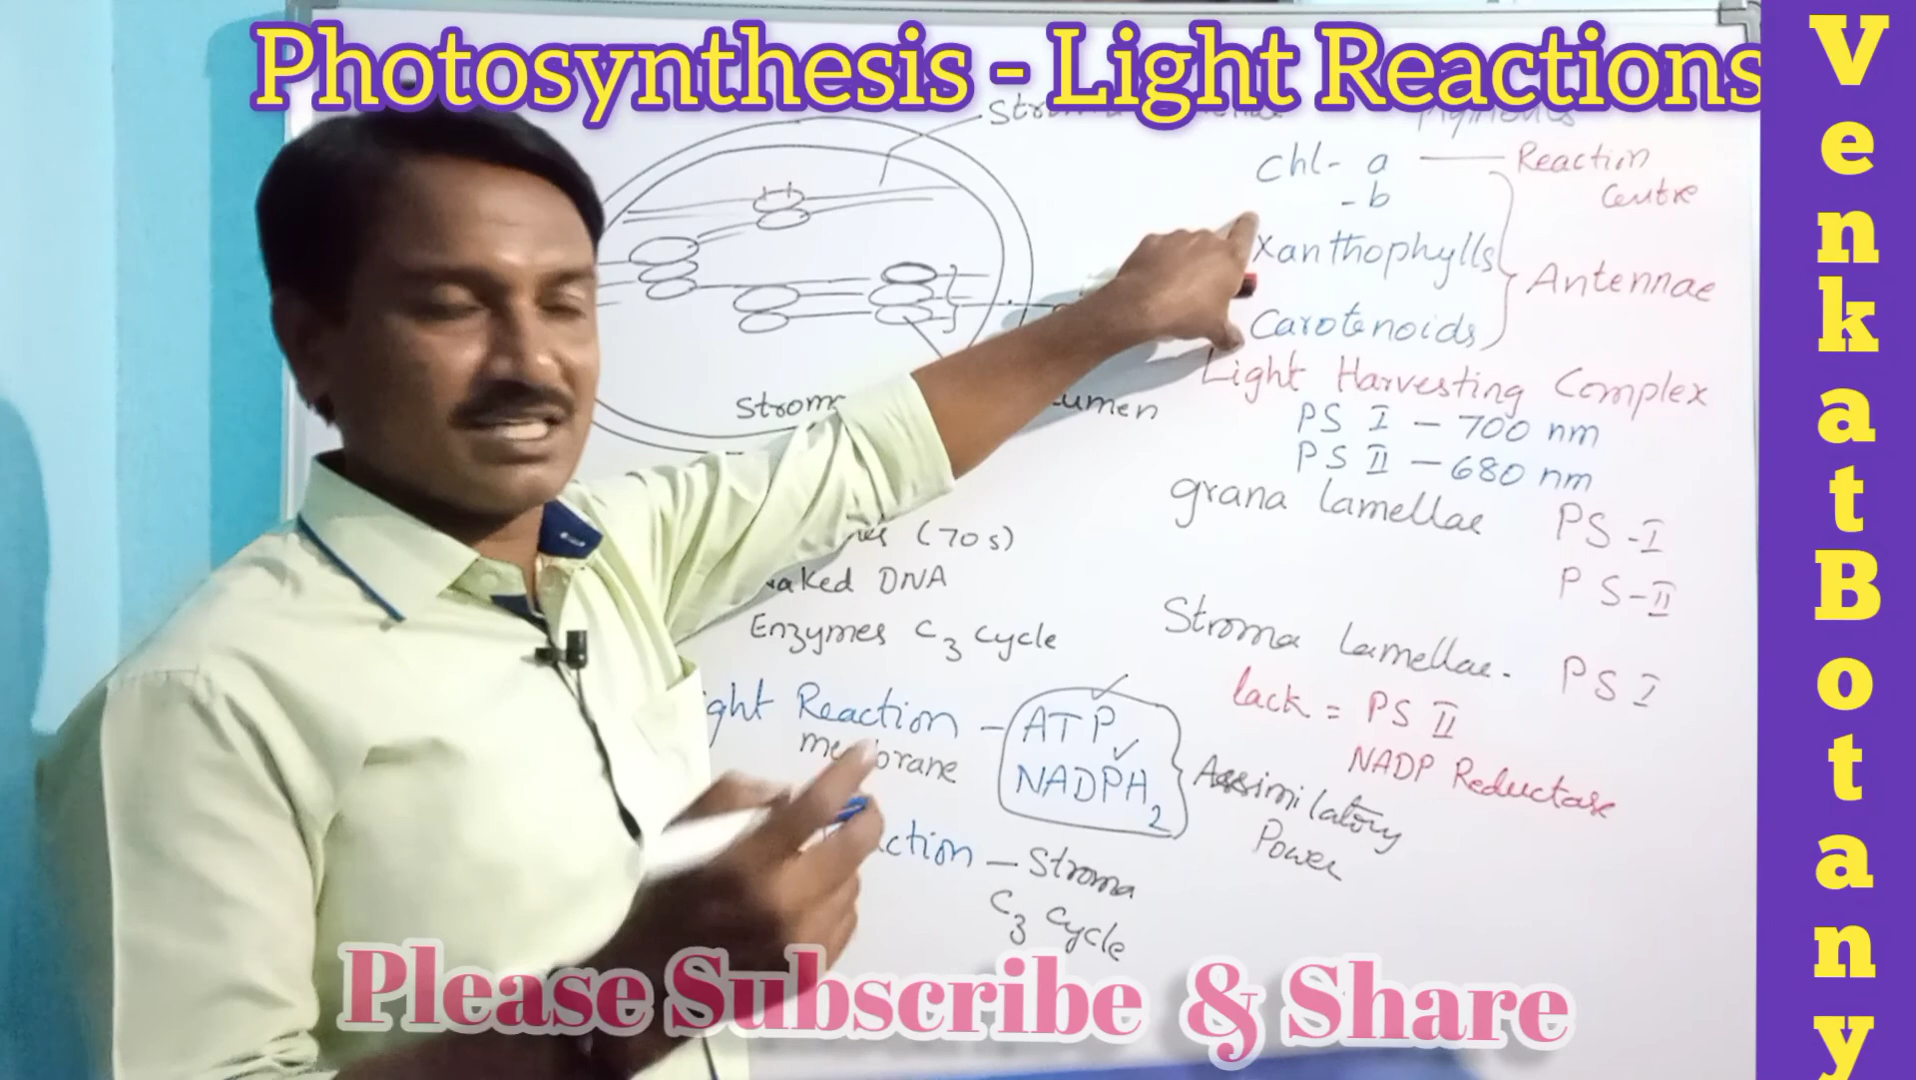 Photosynthesis - Light Reactions
VenkatBotany
Chl- a — Reaction
Centre
- b
Xanthophylls
Antennae
Carotenoids
Light Harvesting Complex
Stroma
lumen
PS I - 700 nm
PS II - 680 nm
grana lamellae PS-I
PS-II
(70s)
DNA
Enzymes C3 cycle
Stroma Lamellae. PS I
lack = PS II
NADP Reductase
Reaction - ATP
membrane
NADPH2
Assimilatory
Power
- Stroma
C3 cycle
Please Subscribe & Share